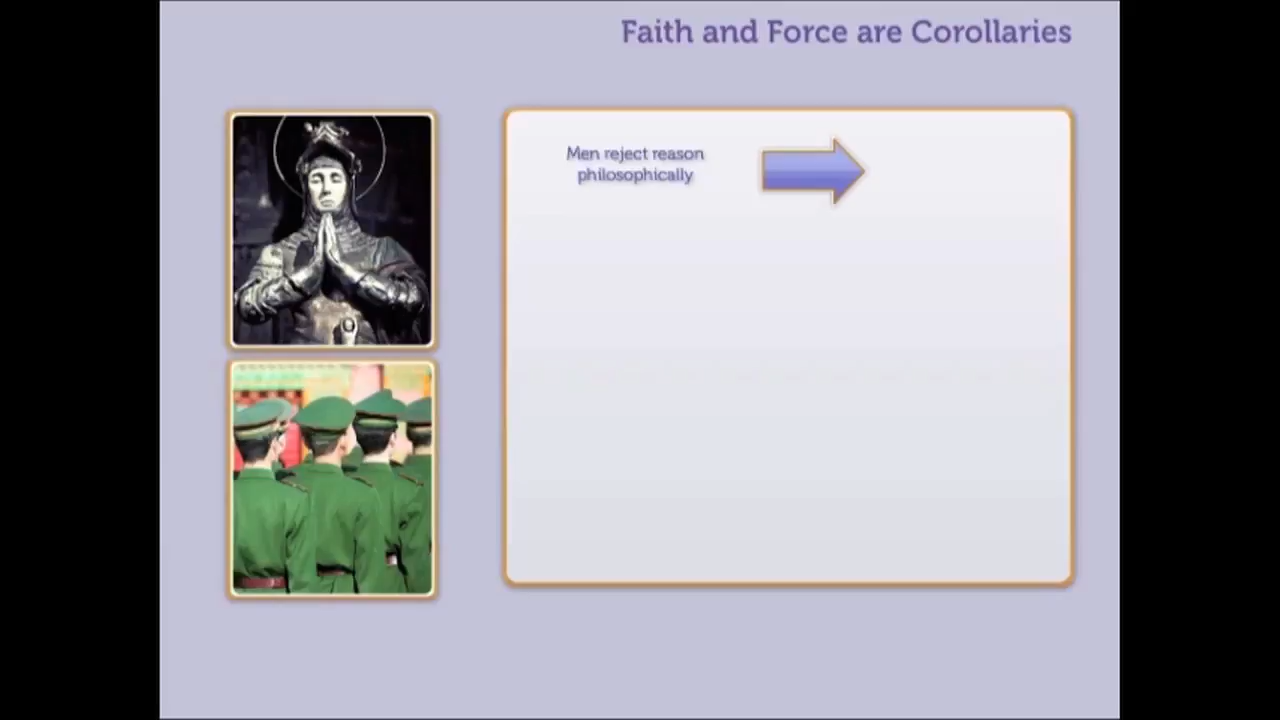 Faith and Force are Corollaries
Men reject reason
philosophically